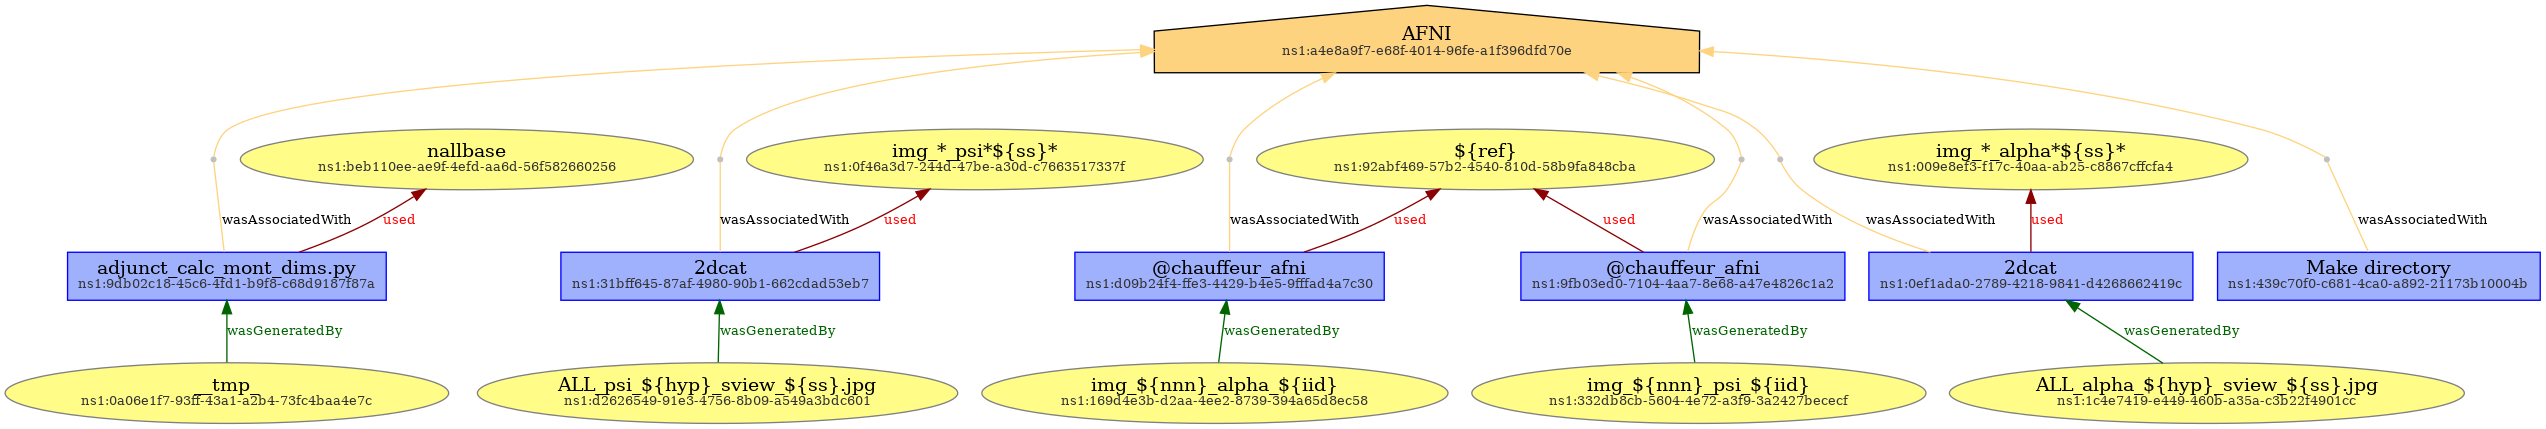 AFNI
ns1:a4e8a9f7-e68f-4014-96fe-a1f396dfd70e
nallbase
ns1:beb110ee-ae9f-4efd-aa6d-56f582660256
img_*_psi*${ss}*
ns1:0f46a3d7-244d-47be-a30d-c7663517337f
${ref}
ns1:92abf469-57b2-4540-810d-58b9fa848cba
img_*_alpha*${ss}*
ns1:009e8ef3-f17c-40aa-ab25-c8867cffcfa4
wasAssociatedWith
used
wasAssociatedWith
used
wasAssociatedWith
used
used
wasAssociatedWith
wasAssociatedWith
used
wasAssociatedWith
adjunct_calc_mont_dims.py
ns1:9db02c18-45c6-4fd1-b9f8-c68d9187f87a
2dcat
ns1:31bff645-87af-4980-90b1-662cdad53eb7
@chauffeur_afni
ns1:d09b24f4-ffe3-4429-b4e5-9fffad4a7c30
@chauffeur_afni
ns1:9fb03ed0-7104-4aa7-8e68-a47e4826c1a2
2dcat
ns1:0ef1ada0-2789-4218-9841-d4268662419c
Make directory
ns1:439c70f0-c681-4ca0-a892-21173b10004b
wasGeneratedBy
wasGeneratedBy
wasGeneratedBy
wasGeneratedBy
wasGeneratedBy
__tmp_
ns1:0a06e1f7-93ff-43a1-a2b4-73fc4baa4e7c
ALL_psi_${hyp}_sview_${ss}.jpg
ns1:d2626549-91e3-4756-8b09-a549a3bdc601
img_${nnn}_alpha_${iid}
ns1:169d4e3b-d2aa-4ee2-8739-394a65d8ec58
img_${nnn}_psi_${iid}
ns1:332db8cb-5604-4e72-a3f9-3a2427bececf
ALL_alpha_${hyp}_sview_${ss}.jpg
ns1:1c4e7419-e449-460b-a35a-c3b22f4901cc